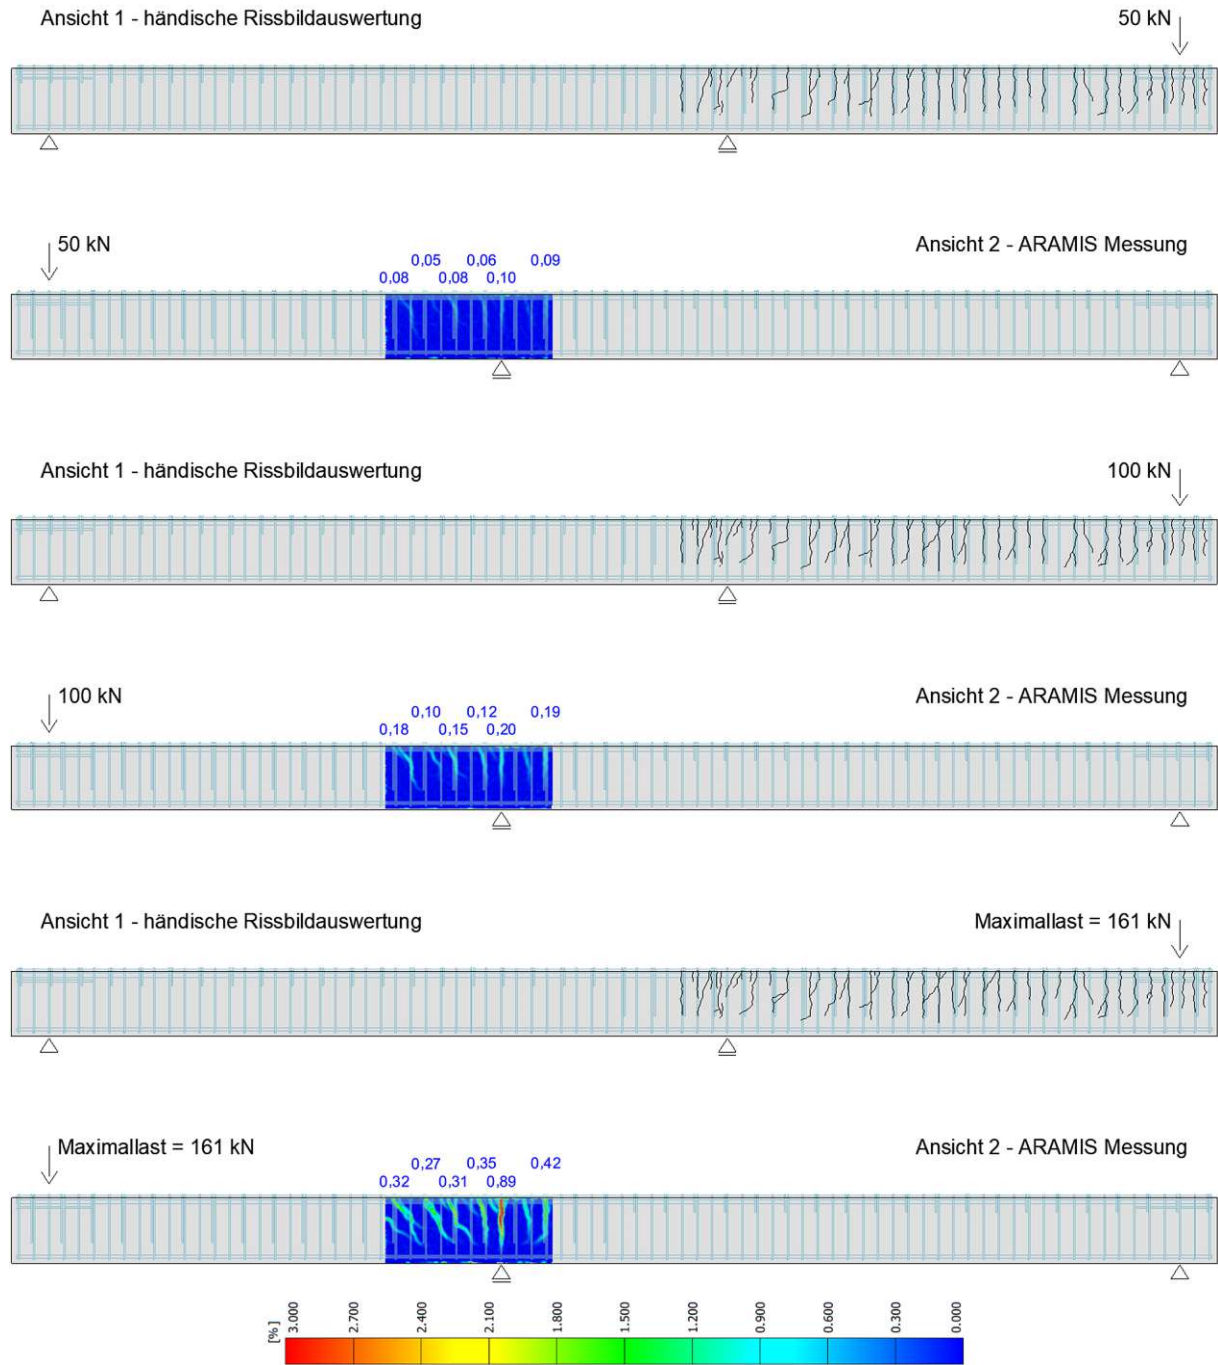 Ansicht 1 - händische Rissbildauswertung 50 kN
50 kN Ansicht 2 - ARAMIS Messung
0,05 0,06 0,09
0,08 0,08 0,10
Ansicht 1 - händische Rissbildauswertung 100 kN
100 kN Ansicht 2 - ARAMIS Messung
0,10 0,12 0,19
0,18 0,15 0,20
Ansicht 1 - händische Rissbildauswertung Maximallast = 161 kN
Maximallast = 161 kN Ansicht 2 - ARAMIS Messung
0,27 0,35 0,42
0,32 0,31 0,89
[%] 3.000 2.700 2.400 2.100 1.800 1.500 1.200 0.900 0.600 0.300 0.000